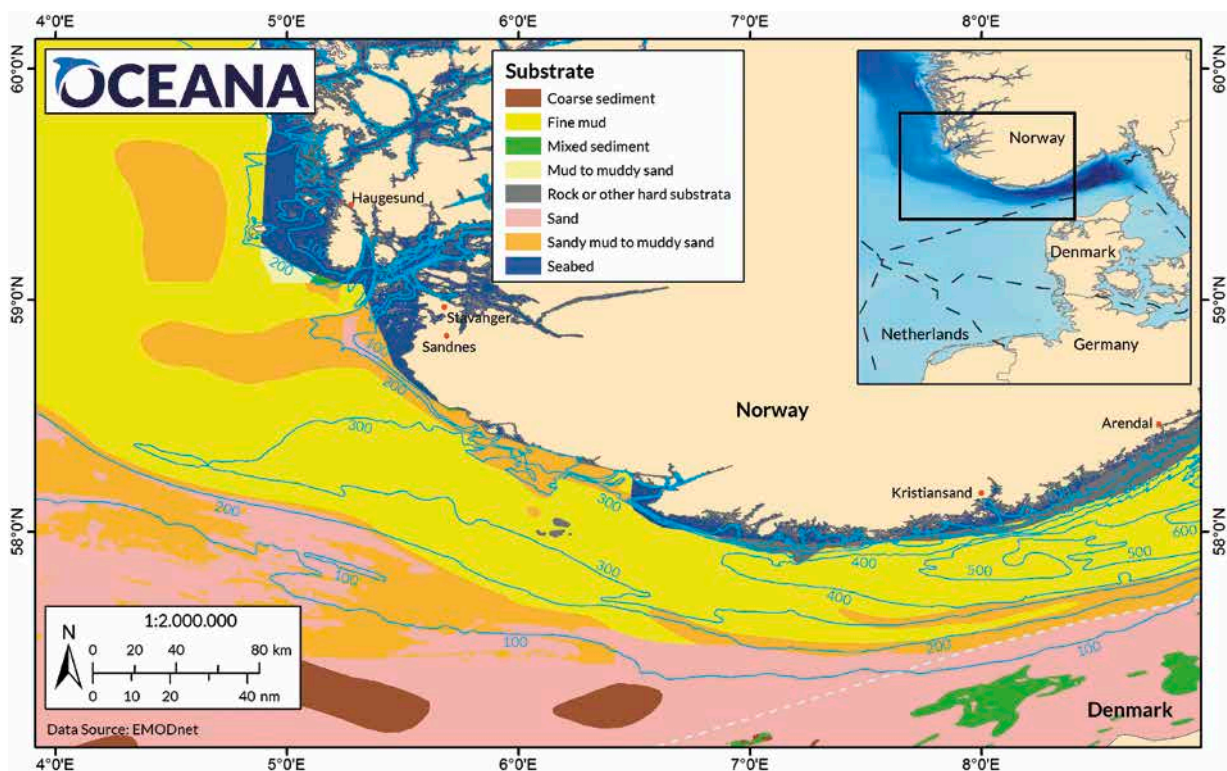 4°0'E 5°0'E 6°0'E 7°0'E 8°0'E
60°0'N
60°0'N
OCEANA
Substrate
Coarse sediment
Fine mud
Mixed sediment
Mud to muddy sand
Rock or other hard substrata
Sand
Sandy mud to muddy sand
Seabed
Norway
Denmark
Netherlands
Germany
Haugesund
200
59°0'N
59°0'N
Stavanger
Sandnes
100
200
Norway
Arendal
300
Kristiansand
300
58°0'N
58°0'N
200
600
500
400
500
300
100
400
200
100
100
1:2.000.000
N
0 20 40 80 km
0 10 20 40 nm
Data Source: EMODnet
Denmark
4°0'E 5°0'E 6°0'E 7°0'E 8°0'E